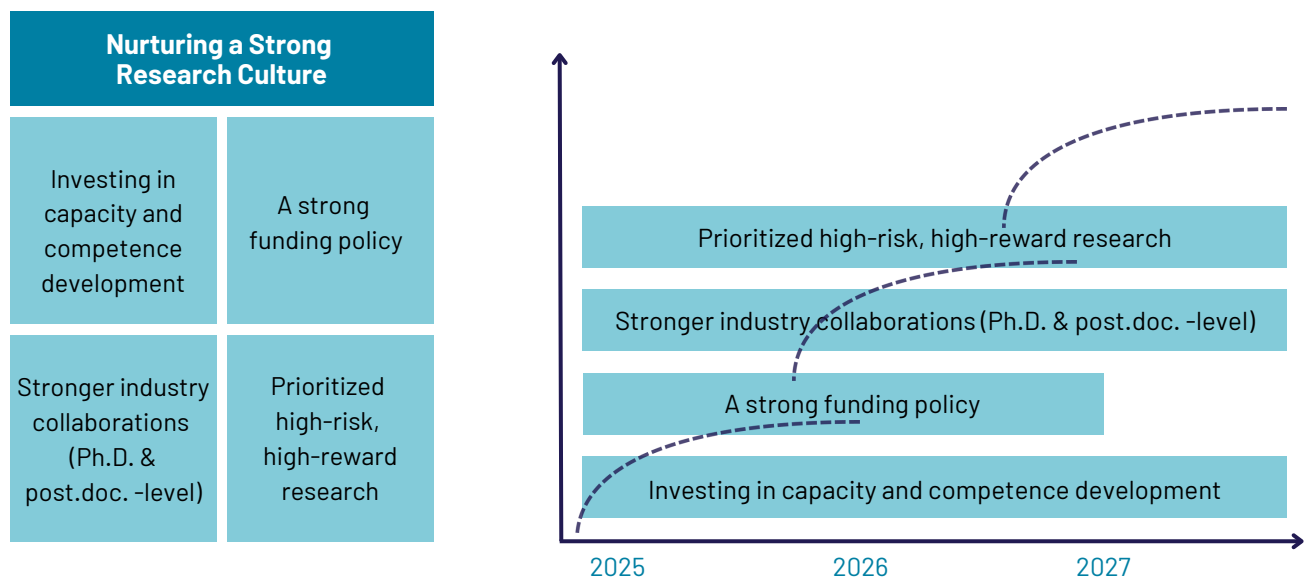 Nurturing a Strong
Research Culture
Investing in
capacity and
competence
development
A strong
funding policy
Stronger industry
collaborations
(Ph.D. &
post.doc. -level)
Prioritized
high-risk,
high-reward
research
Prioritized high-risk, high-reward research
Stronger industry collaborations (Ph.D. & post.doc. -level)
A strong funding policy
Investing in capacity and competence development
2025 2026 2027